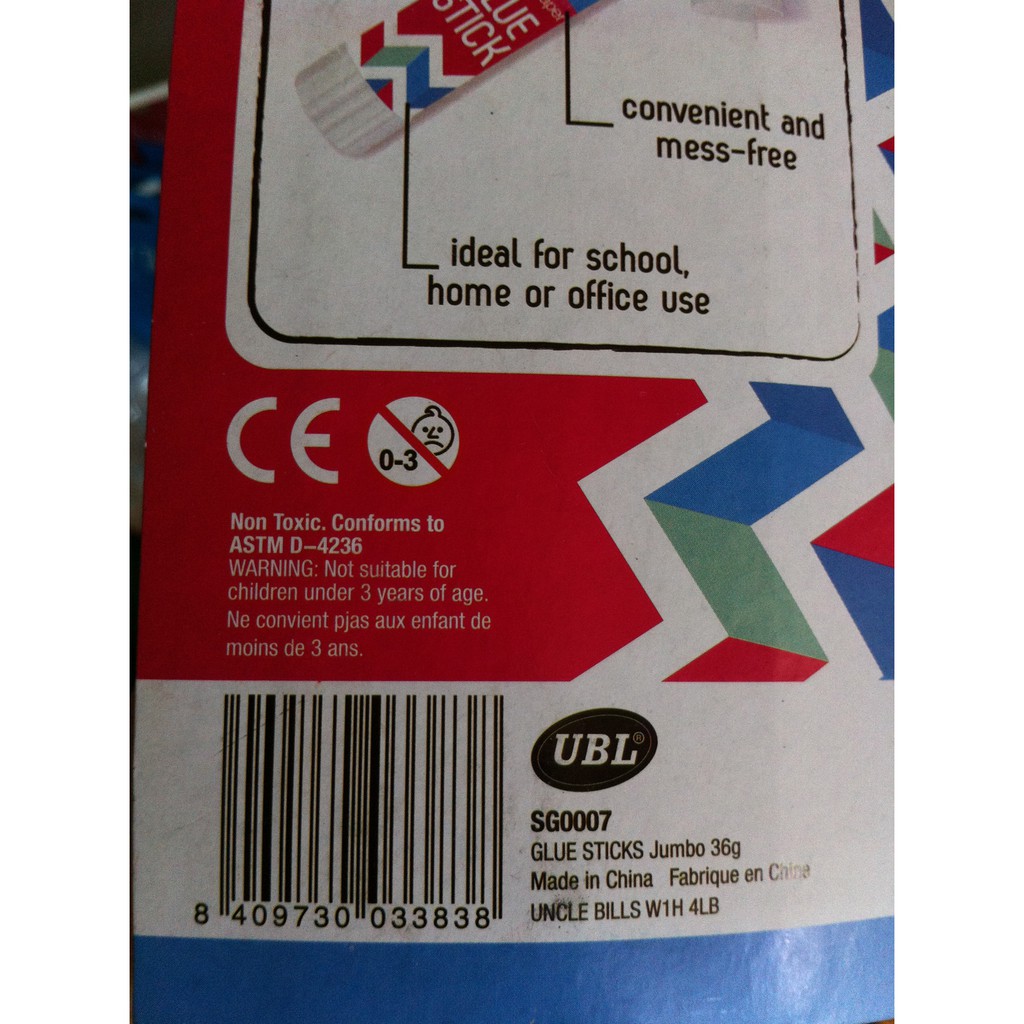 GLUE
STICK
convenient and
mess-free
ideal for school,
home or office use
CE
0-3
Non Toxic. Conforms to
ASTM D-4236
WARNING: Not suitable for
children under 3 years of age.
Ne convient pjas aux enfant de
moins de 3 ans.
UBL®
SG0007
GLUE STICKS Jumbo 36g
Made in China Fabrique en Chine
UNCLE BILLS W1H 4LB
8 409730 033838